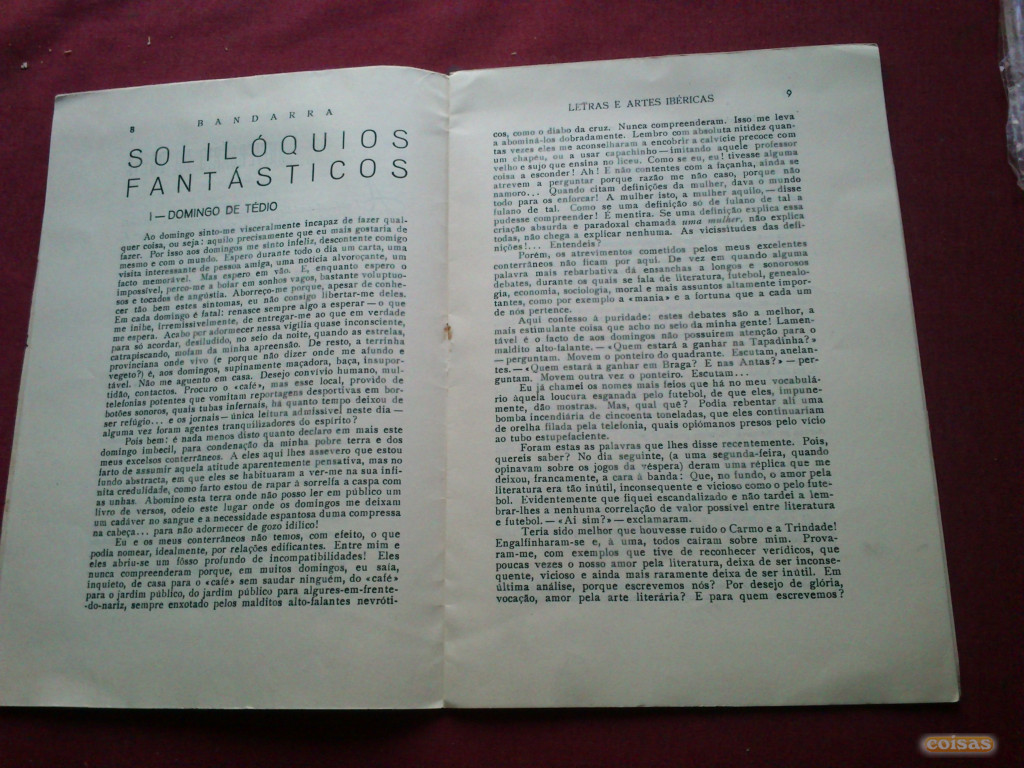 8 BANDARRA
SOLILÓQUIOS
FANTÁSTICOS
I — DOMINGO DE TÉDIO
Ao domingo sinto-me visceralmente incapaz de fazer qual-
quer coisa, ou seja: aquilo precisamente que eu mais gostaria de
fazer. Por isso aos domingos me sinto infeliz, descontente comigo
mesmo e com o mundo. Espero durante todo o dia um carta, uma
visita interessante de pessoa amiga, uma notícia alvoroçante, um
facto memorável. Mas espero em vão. E, enquanto espero o
impossível, perco-me a boiar em sonhos vagos, bastante voluptuo-
sos e tocados de angústia. Aborreço-me porque, apesar de conhe-
cer tão bem estes sintomas, eu não consigo libertar-me deles.
Em cada domingo é fatal: renasce sempre algo a esperar — o que
me inibe, irremissivelmente, de entregar-me ao que em verdade
me espera. Acabo por adormecer nessa vigília quase inconsciente,
para só acordar, desiludido, no seio da noite, quando as estrelas,
catrapiscando, mofam da minha apreensão. De resto, a terrinha
provinciana onde vivo (e porque não dizer onde me afundo e
vegeto?) é, aos domingos, supinamente maçadora, baça, insupor-
tável. Não me aguento em casa. Desejo convívio humano, mul-
tidão, contactos. Procuro o «café», mas esse local, provido de
telefonias potentes que vomitam reportagens desportivas em bor-
botões sonoros, quais tubas infernais, há quanto tempo deixou de
ser refúgio... e os jornais — única leitura admissível neste dia —
alguma vez foram agentes tranquilizadores do espírito?
Pois bem: é nada menos disto quanto declaro em mais este
domingo imbecil, para condenação da minha pobre terra e dos
meus excelsos conterrâneos. A eles aqui lhes assevero que estou
farto de assumir aquela atitude aparentemente pensativa, mas no
fundo abstracta, em que eles se habituaram a ver-me na sua infi-
nita credulidade, como farto estou de rapar à sorrelfa a caspa com
as unhas. Abomino esta terra onde não posso ler em público um
livro de versos, odeio este lugar onde os domingos me deixam
um cadáver no sangue e a necessidade espantosa duma compressa
na cabeça... para não adormecer de gozo idílico!
Eu e os meus conterrâneos não temos, com efeito, o que
podia nomear, idealmente, por relações edificantes. Entre mim e
eles abriu-se um fôsso profundo de incompatibilidades! Eles
nunca compreenderam porque, em muitos domingos, eu saía,
inquieto, de casa para o «café» sem saudar ninguém, do «café»
para o jardim público, do jardim público para algures-em-frente-
-do-nariz, sempre enxotado pelos malditos alto-falantes nevróti-
LETRAS E ARTES IBÉRICAS 9
cos, como o diabo da cruz. Nunca compreenderam. Isso me leva
a abominá-los dobradamente. Lembro com absoluta nitidez quan-
tas vezes eles me aconselharam a encobrir a calvície precoce com
um chapéu, ou a usar capachinho — imitando aquele professor
velho e sujo que ensina no liceu. Como se eu, eu! tivesse alguma
coisa a esconder! Ah! E não contentes com a façanha, ainda se
atrevem a perguntar porque razão me não caso, porque não
namoro... Quando citam definições da mulher, dava o mundo
todo para os enforcar! A mulher isto, a mulher aquilo, — disse
fulano de tal. Como se uma definição só de fulano de tal a
pudesse compreender! É mentira. Se uma definição explica essa
criação absurda e paradoxal chamada uma mulher, não explica
todas, não chega a explicar nenhuma. As vicissitudes das defi-
nições!... Entendeis?
Porém, os atrevimentos cometidos pelos meus excelentes
conterrâneos não ficam por aqui. De vez em quando alguma
palavra mais rebarbativa dá ensanchas a longos e sonorosos
debates, durante os quais se fala de literatura, futebol, genealo-
gia, economia, sociologia, moral e mais assuntos altamente impor-
tantes, como por exemplo a «mania» e a fortuna que a cada um
de nós pertence.
Aqui confesso à puridade: estes debates são a melhor, a
mais estimulante coisa que acho no seio da minha gente! Lamen-
tável é o facto de aos domingos não possuirem atenção para o
maldito alto-falante. — «Quem estará a ganhar na Tapadinha?»
— perguntam. Movem o ponteiro do quadrante. Escutam, anelan-
tes. — «Quem estará a ganhar em Braga? E nas Antas?» — per-
guntam. Movem outra vez o ponteiro. Escutam...
Eu já chamei os nomes mais feios que há no meu vocabulá-
rio àquela loucura esganada pelo futebol, de que eles, impune-
mente, dão mostras. Mas, qual quê? Podia rebentar ali uma
bomba incendiária de cincoenta toneladas, que eles continuariam
de orelha filada pela telefonia, quais opiómanos presos pelo vício
ao tubo estupefaciente.
Foram estas as palavras que lhes disse recentemente. Pois,
quereis saber? No dia seguinte, (a uma segunda-feira, quando
opinavam sobre os jogos da véspera) deram uma réplica que me
deixou, francamente, a cara à banda: Que, no fundo, o amor pela
literatura era tão inútil, inconsequente e vicioso como o pelo fute-
bol. Evidentemente que fiquei escandalizado e não tardei a lem-
brar-lhes a nenhuma correlação de valor possível entre literatura
e futebol. — «Ai sim?» — exclamaram.
Teria sido melhor que houvesse ruído o Carmo e a Trindade!
Engalfinharam-se e, à uma, todos caíram sobre mim. Prova-
ram-me, com exemplos que tive de reconhecer verídicos, que
poucas vezes o nosso amor pela literatura, deixa de ser inconse-
quente, vicioso e ainda mais raramente deixa de ser inútil. Em
última análise, porque escrevemos nós? Por desejo de glória,
vocação, amor pela arte literária? E para quem escrevemos?
coisas